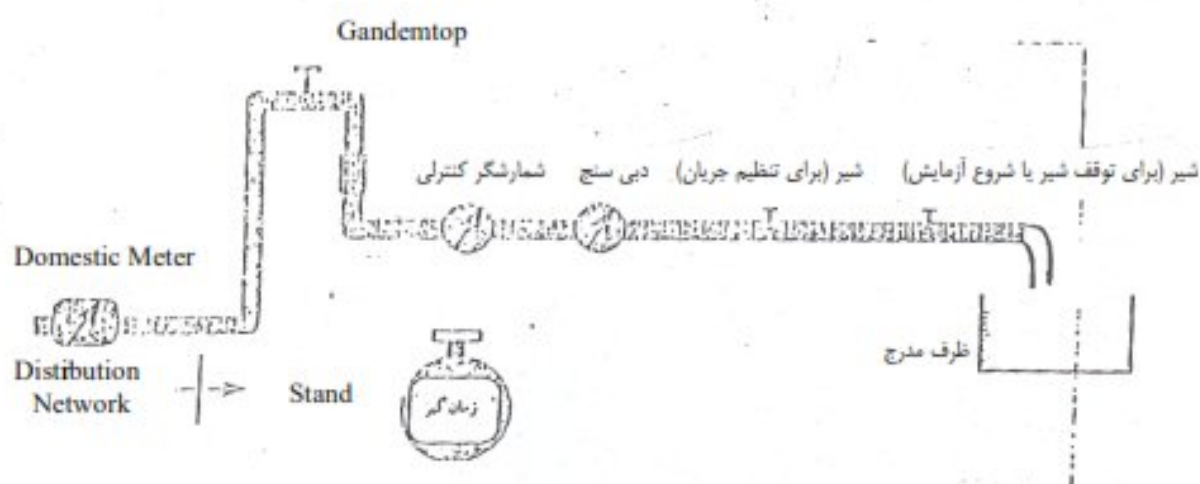 Gandemtop
شیر (برای توقف شیر یا شروع آزمایش)
شیر (برای تنظیم جریان)
دبی سنج
شمارشگر کنترلی
Domestic Meter
ظرف مدرج
Distibution
Network
Stand
زمان گیر